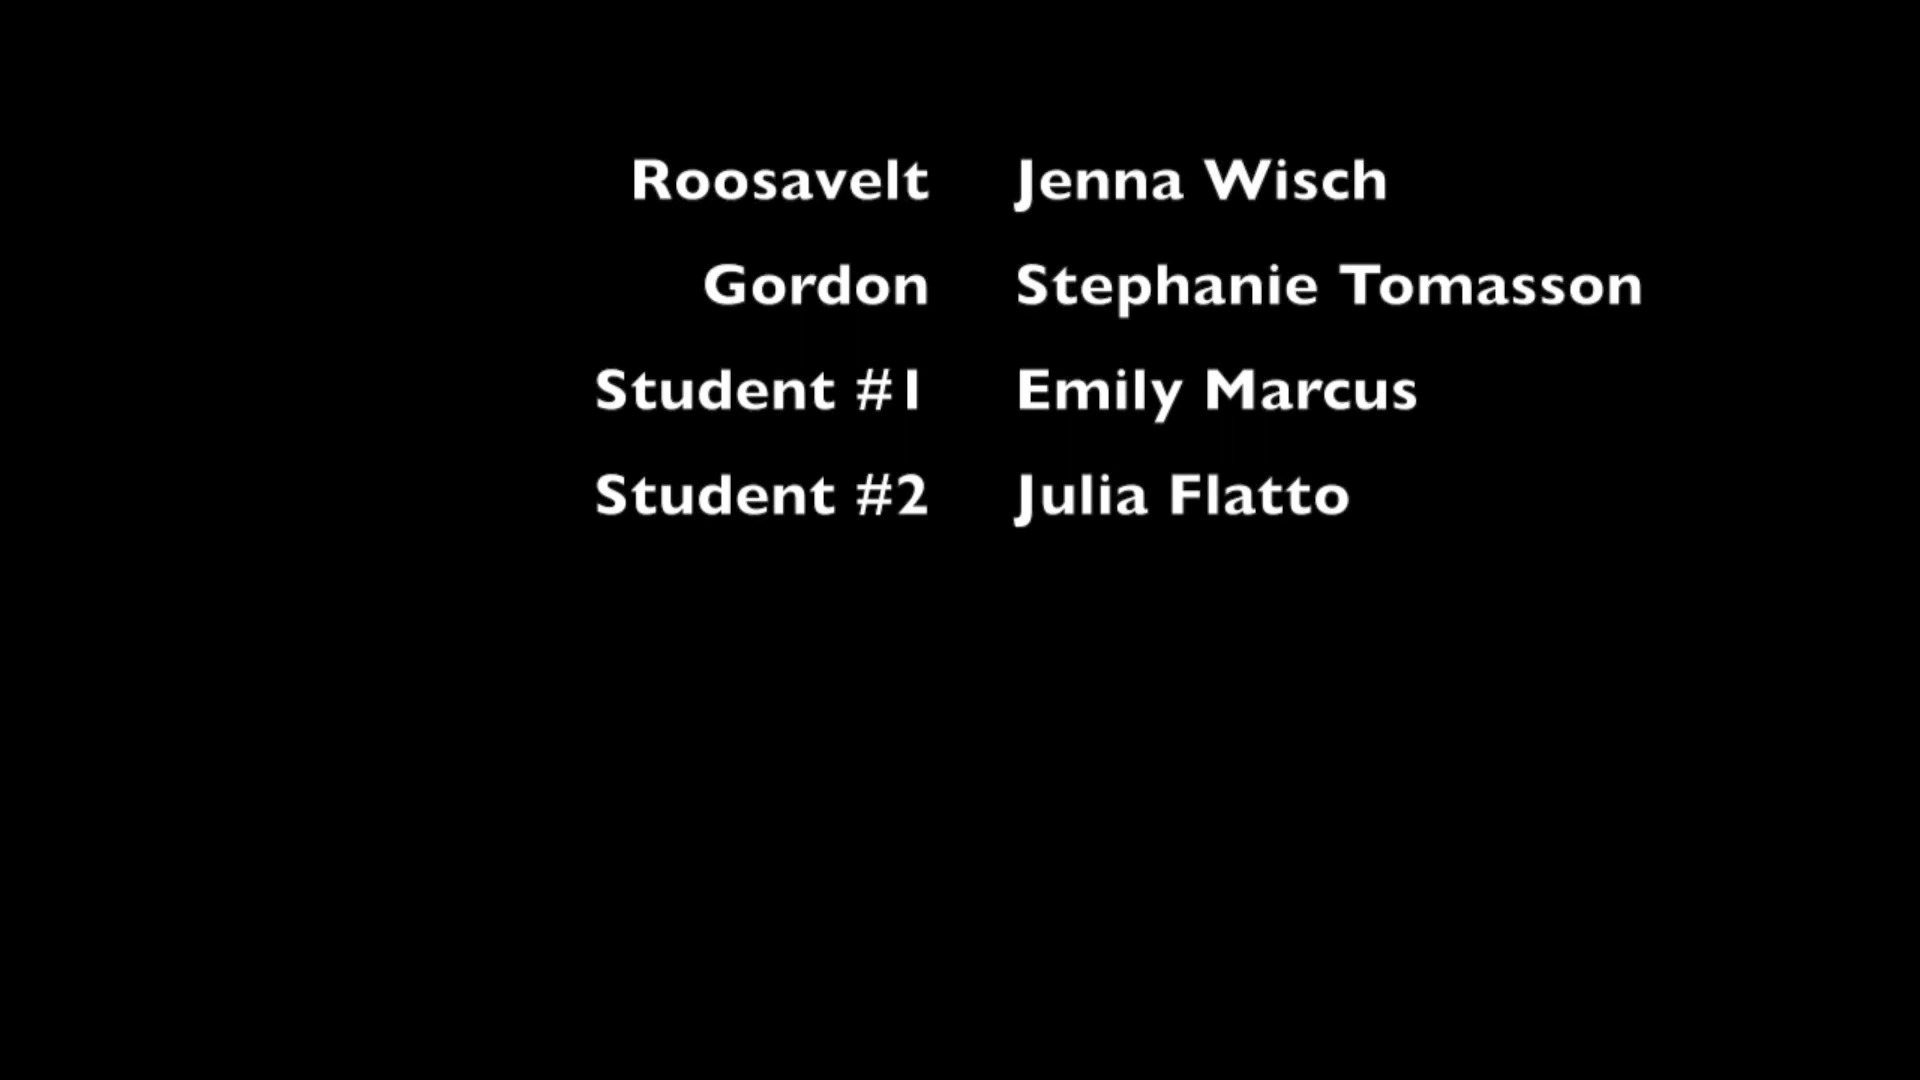 Roosavelt Jenna Wisch
Gordon Stephanie Tomasson
Student #1 Emily Marcus
Student #2 Julia Flatto